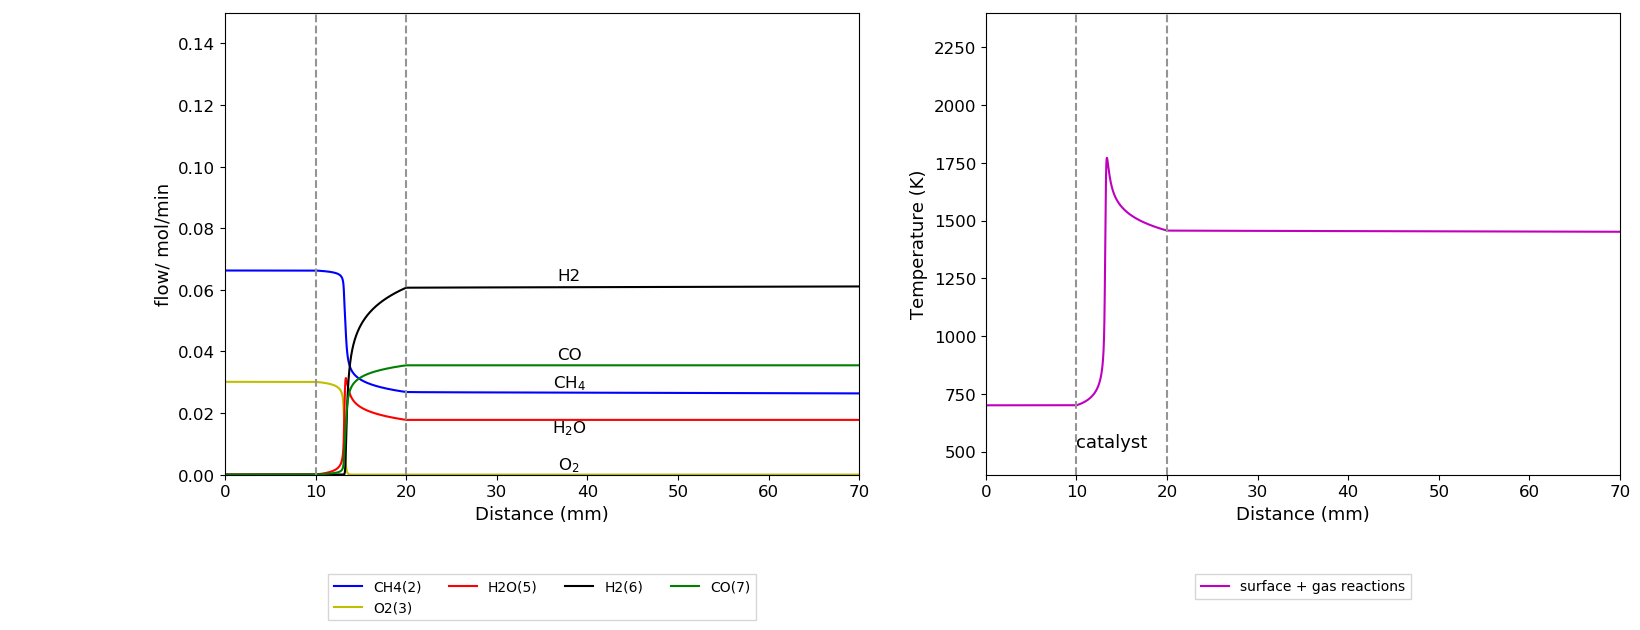 flow/ mol/min
0.14
0.12
0.10
0.08
0.06
0.04
0.02
0.00
H2
CO
CH₄
H₂O
O₂
0 10 20 30 40 50 60 70
Distance (mm)
CH4(2) H2O(5) H2(6) CO(7)
O2(3)
Temperature (K)
2250
2000
1750
1500
1250
1000
750
500
catalyst
0 10 20 30 40 50 60 70
Distance (mm)
surface + gas reactions